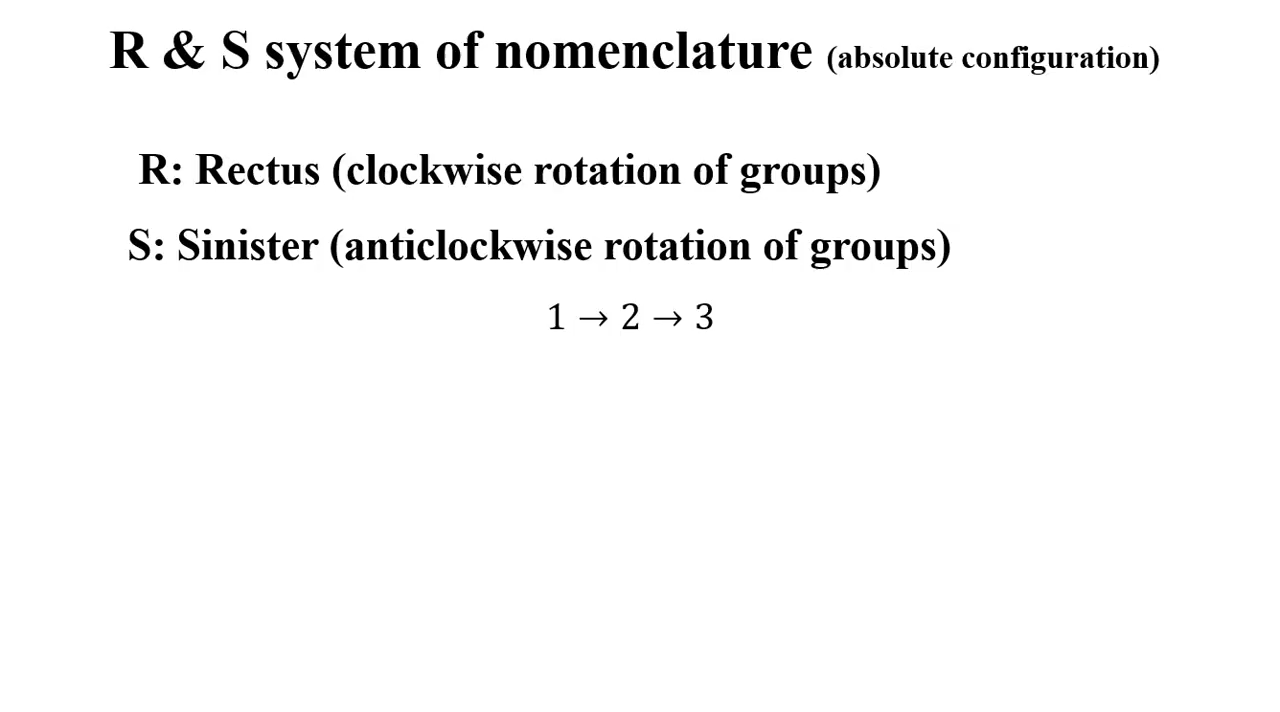 R & S system of nomenclature (absolute configuration)
R: Rectus (clockwise rotation of groups)
S: Sinister (anticlockwise rotation of groups)
1 → 2 → 3